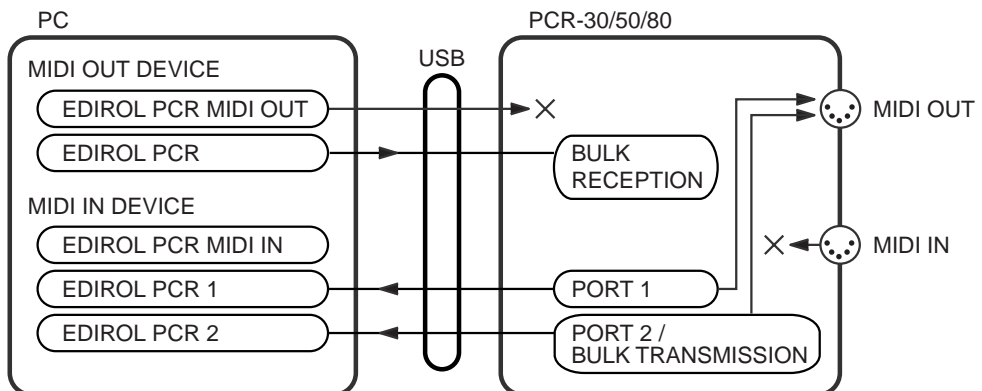 PC
PCR-30/50/80
USB
MIDI OUT DEVICE
EDIROL PCR MIDI OUT
EDIROL PCR
MIDI IN DEVICE
EDIROL PCR MIDI IN
EDIROL PCR 1
EDIROL PCR 2
BULK
RECEPTION
PORT 1
PORT 2 /
BULK TRANSMISSION
MIDI OUT
MIDI IN